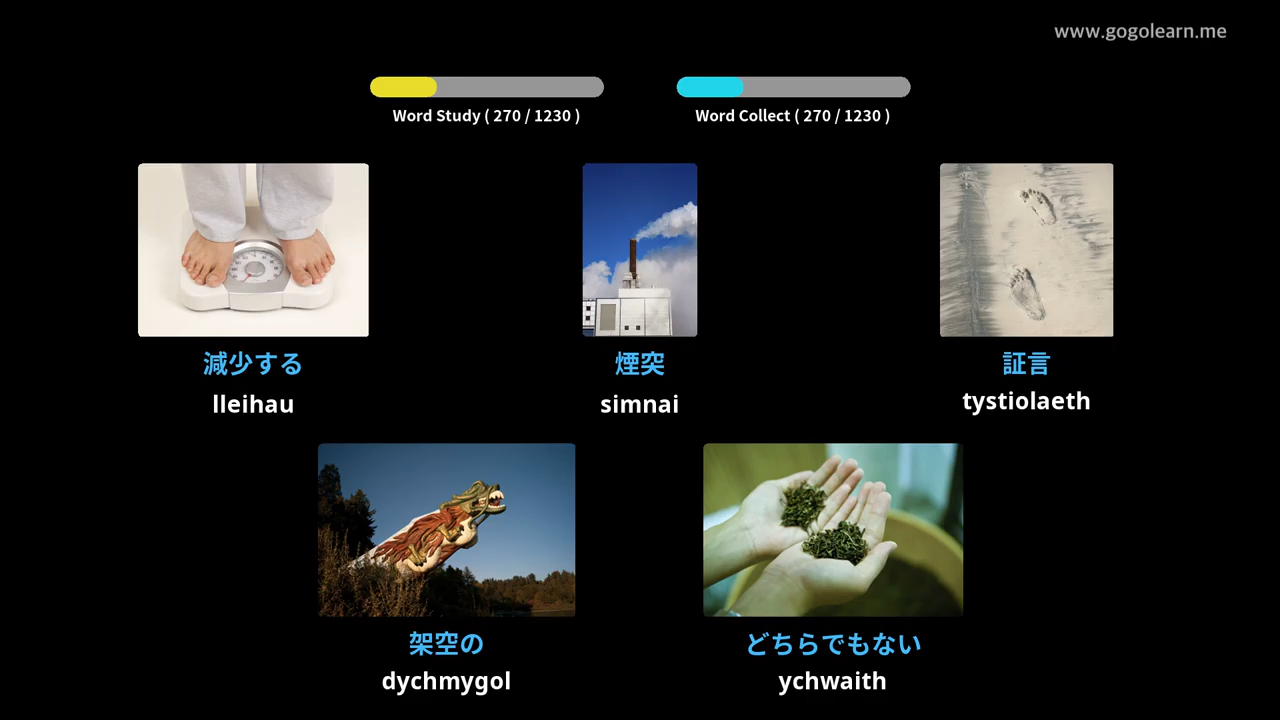 www.gogolearn.me
Word Study ( 270 / 1230 )
Word Collect ( 270 / 1230 )
減少する
lleihau
煙突
simnai
証言
tystiolaeth
架空の
dychmygol
どちらでもない
ychwaith